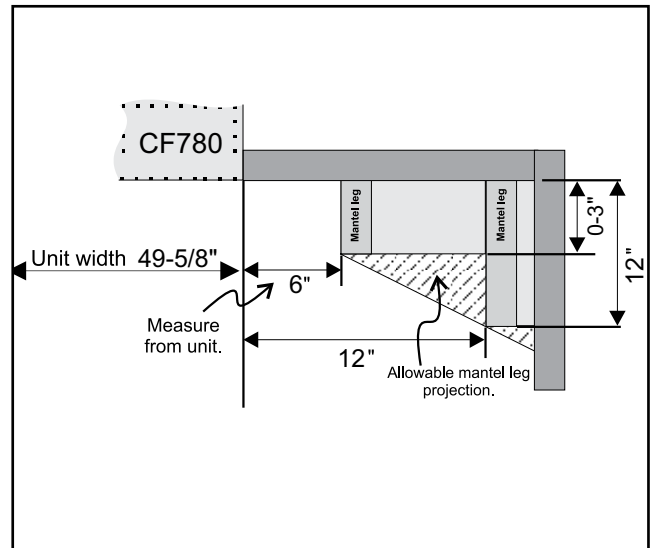 CF780
Mantel leg
Mantel leg
0-3"
12"
Unit width 49-5/8"
6"
Measure
from unit.
12"
Allowable mantel leg
projection.